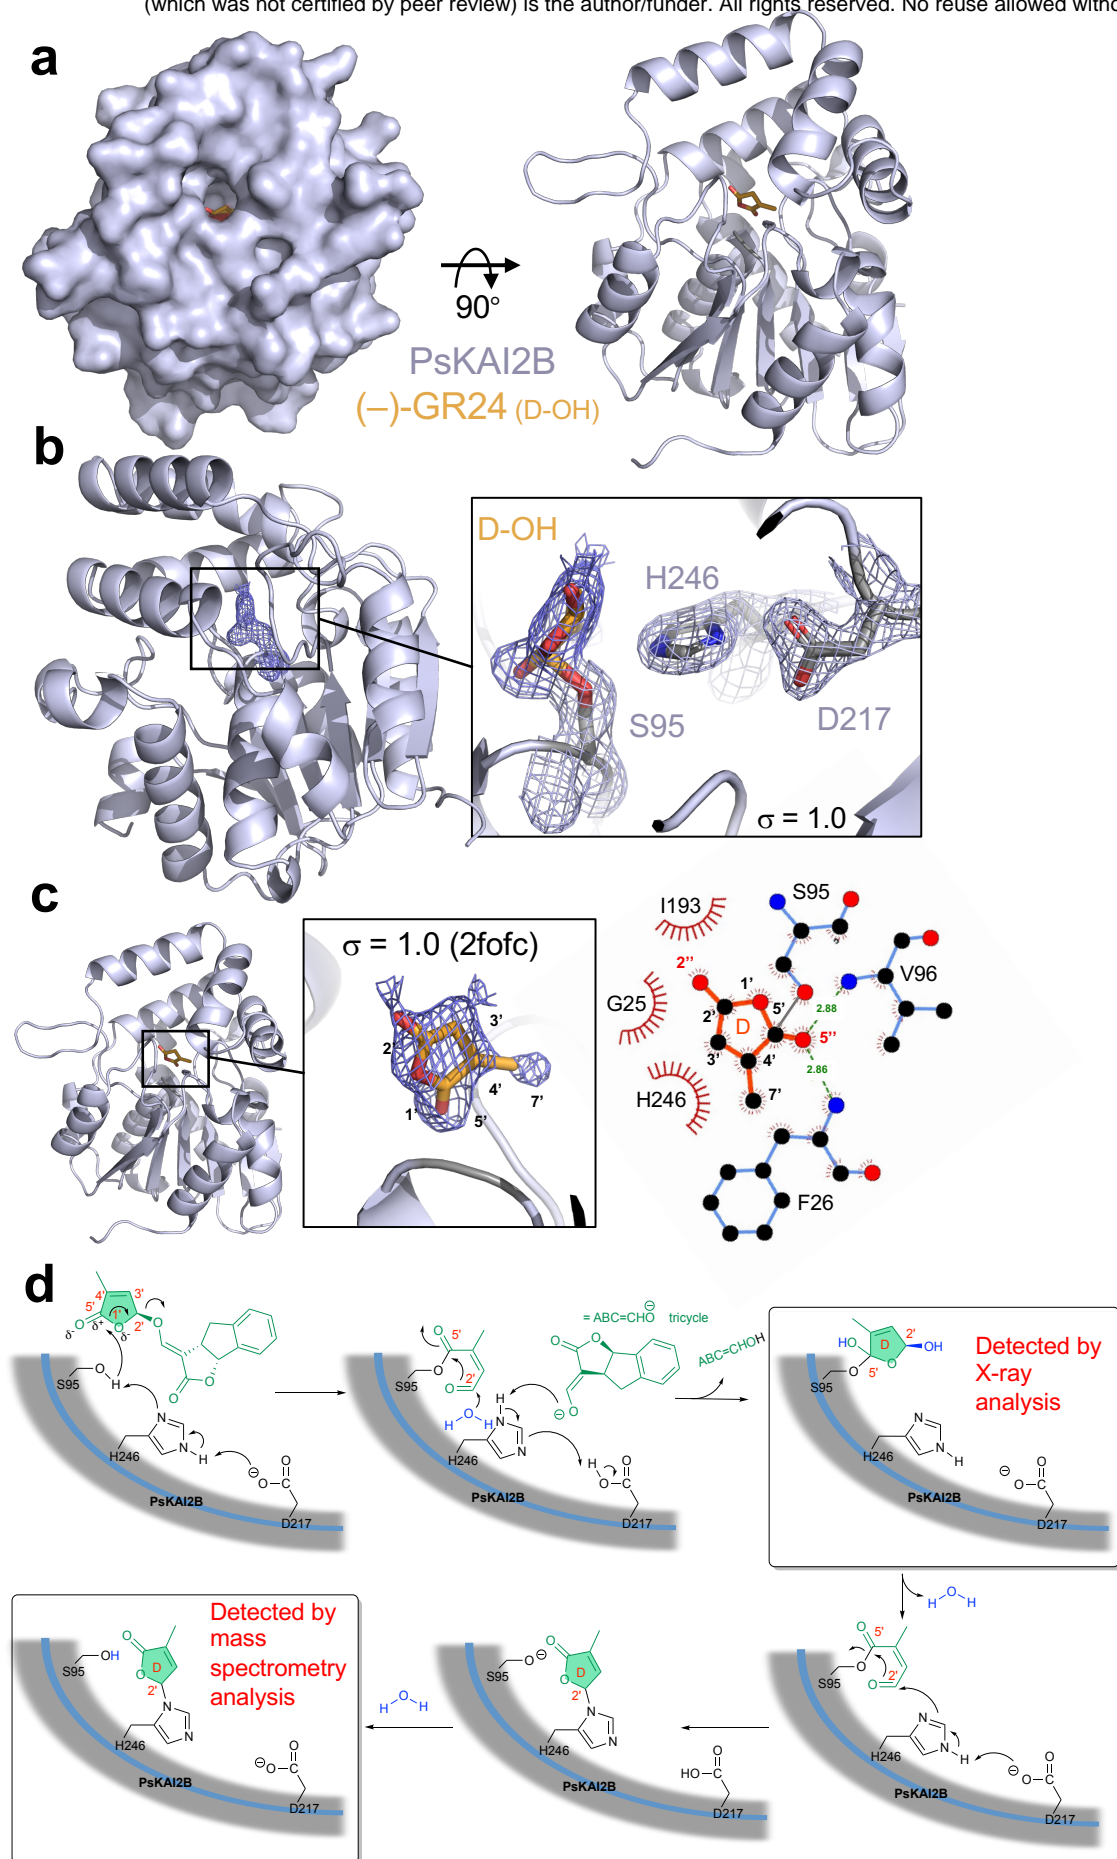 (which was not certified by peer review) is the author/funder. All rights reserved. No reuse allowed witho
a
90°
PsKAI2B
(–)-GR24 (D-OH)
b
D-OH
H246
S95
D217
σ = 1.0
c
σ = 1.0 (2fofc)
3'
2'
4'
7'
1'
5'
S95
I193
2''
1'
V96
G25
2'
D
5'
2.88
5''
3'
4'
2.86
H246
7'
F26
d
4' 3'
5'
1'
O
O
δ-
δ+
O
δ-
2'
S95
O
H
O
O
N
N
H
H246
⊖O
O
PsKAI2B
D217
= ABC=CHO⊖ tricycle
ABC=CHOH
O
5'
O
2'
O
S95
O
O
O
⊖
H
O
H
H
N
N
H246
H
O
O
PsKAI2B
D217
2'
HO
D
OH
O
5'
O
S95
Detected by
X-ray
analysis
N
N
H
H246
⊖O
O
PsKAI2B
D217
H
O
H
O
5'
O
2'
O
S95
N
N
H
H246
⊖O
O
PsKAI2B
D217
O
D
O
2'
S95
O⊖
N
N
H246
HO
O
PsKAI2B
D217
H
O
H
Detected by
mass
spectrometry
analysis
O
D
O
2'
S95
OH
N
N
H246
⊖O
O
PsKAI2B
D217